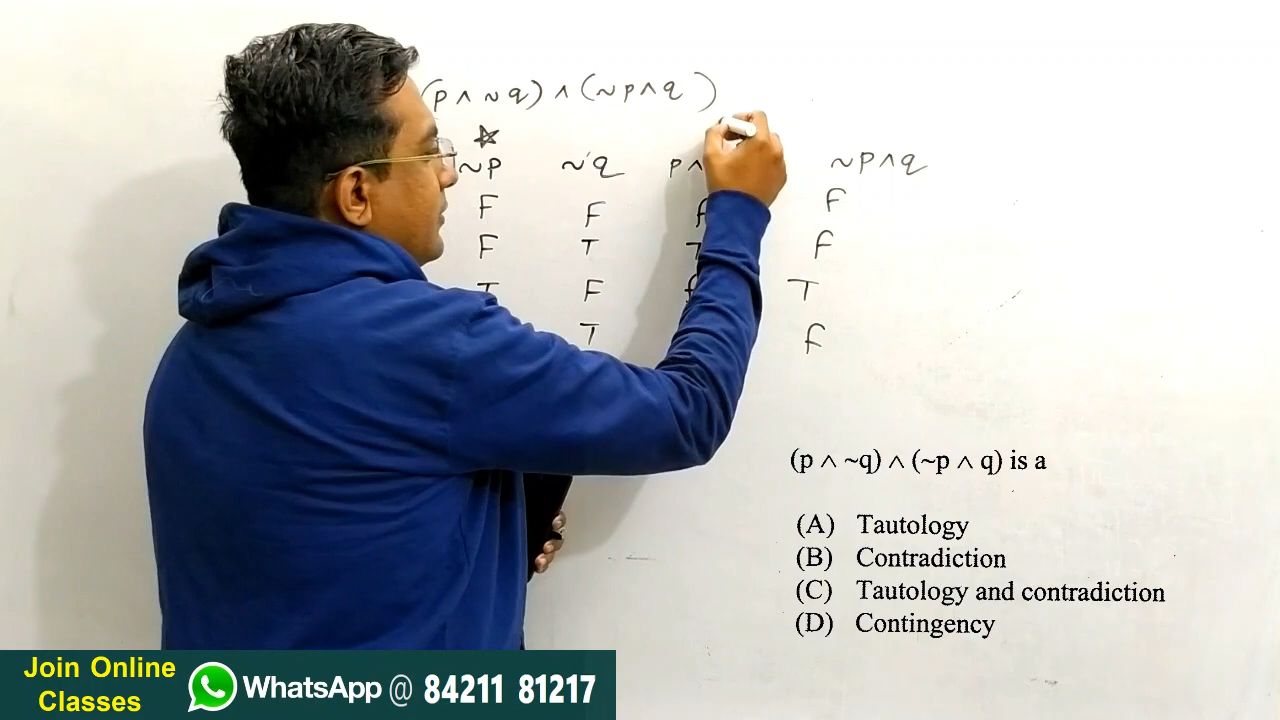 (p ∧ ~q) ∧ (~p ∧ q)
~p ~q p ∧ ~p ∧ q
F F f F
F T T F
T F f T
T f
(p ∧ ~q) ∧ (~p ∧ q) is a
(A) Tautology
(B) Contradiction
(C) Tautology and contradiction
(D) Contingency
Join Online
Classes
WhatsApp @ 84211 81217